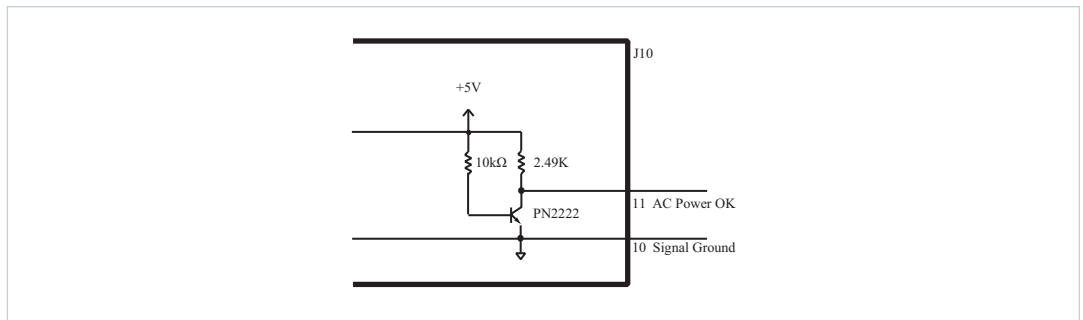 J10
+5V
10kΩ 2.49K
11 AC Power OK
PN2222
10 Signal Ground